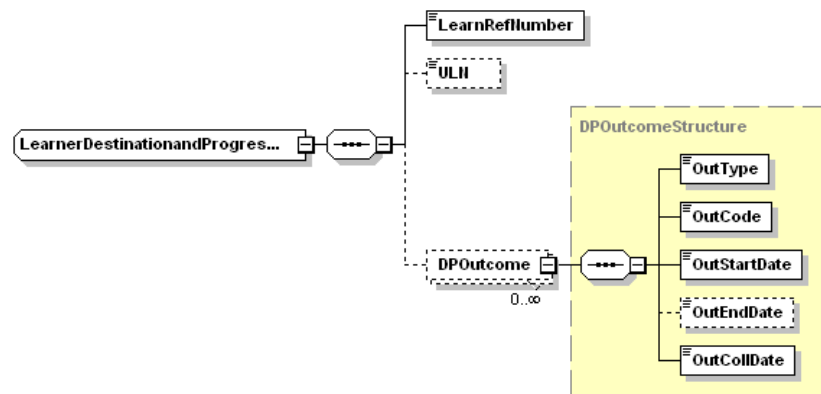 LearnRefNumber
ULN
DPOutcomeStructure
LearnerDestinationandProgres...
OutType
OutCode
DPOutcome
OutStartDate
0..∞
OutEndDate
OutCollDate